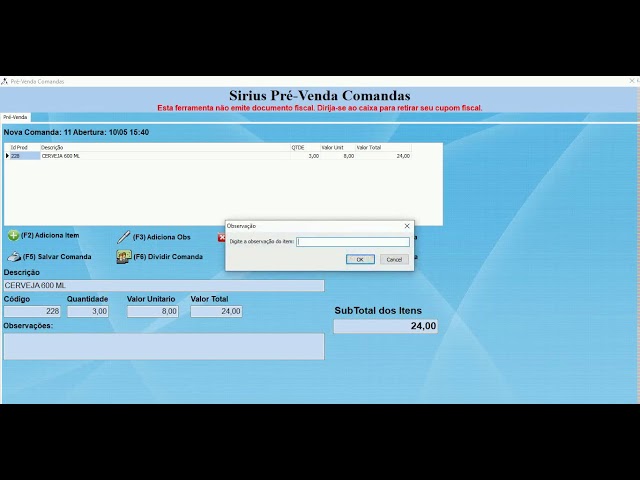 Pré-Venda Comandas
Sirius Pré-Venda Comandas
Esta ferramenta não emite documento fiscal. Dirija-se ao caixa para retirar seu cupom fiscal.
Pré-Venda
Nova Comanda: 11 Abertura: 10\05 15:40
Id Prod Descrição QTDE Valor Unit Valor Total
228 CERVEJA 600 ML 3,00 8,00 24,00
Observação
Digite a observação do item:
OK Cancel
(F2) Adiciona Item (F3) Adiciona Obs
(F5) Salvar Comanda (F6) Dividir Comanda
Descrição
CERVEJA 600 ML
Código Quantidade Valor Unitario Valor Total
228 3,00 8,00 24,00
SubTotal dos Itens
24,00
Observações: